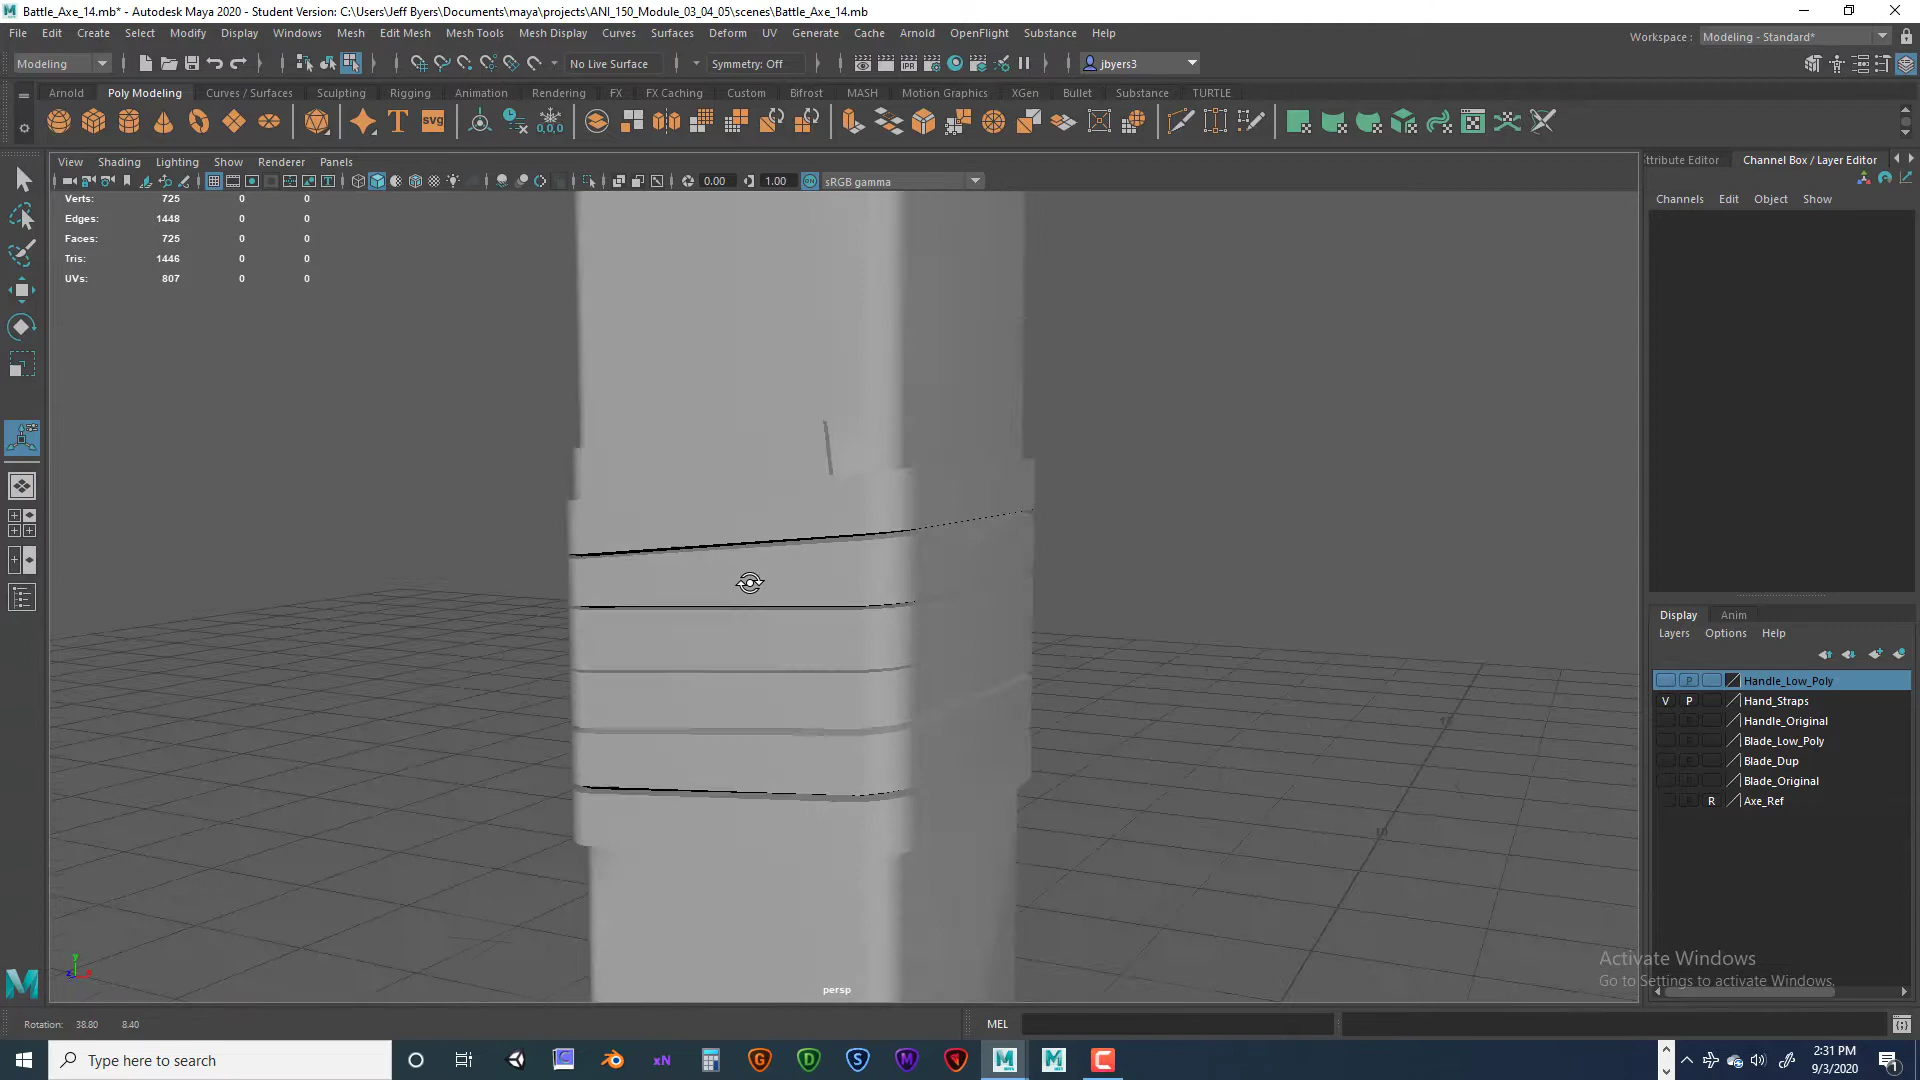 Battle_Axe_14.mb* - Autodesk Maya 2020 - Student Version: C:\Users\Jeff Byers\Documents\maya\projects\ANI_150_Module_03_04_05\scenes\Battle_Axe_14.mb
File Edit Create Select Modify Display Windows Mesh Edit Mesh Mesh Tools Mesh Display Curves Surfaces Deform UV Generate Cache Arnold OpenFlight Substance Help
Workspace : Modeling - Standard*
Modeling No Live Surface Symmetry: Off jbyers3
Arnold Poly Modeling Curves / Surfaces Sculpting Rigging Animation Rendering FX FX Caching Custom Bifrost MASH Motion Graphics XGen Bullet Substance TURTLE
View Shading Lighting Show Renderer Panels
ttribute Editor Channel Box / Layer Editor
0.00 1.00 sRGB gamma
Channels Edit Object Show
Verts: 725 0 0
Edges: 1448 0 0
Faces: 725 0 0
Tris: 1446 0 0
UVs: 807 0 0
Display Anim
Layers Options Help
P Handle_Low_Poly
V P Hand_Straps
Handle_Original
Blade_Low_Poly
Blade_Dup
Blade_Original
R Axe_Ref
Activate Windows
Go to Settings to activate Windows.
persp
Rotation: 38.80 8.40
MEL
Type here to search
2:31 PM
9/3/2020